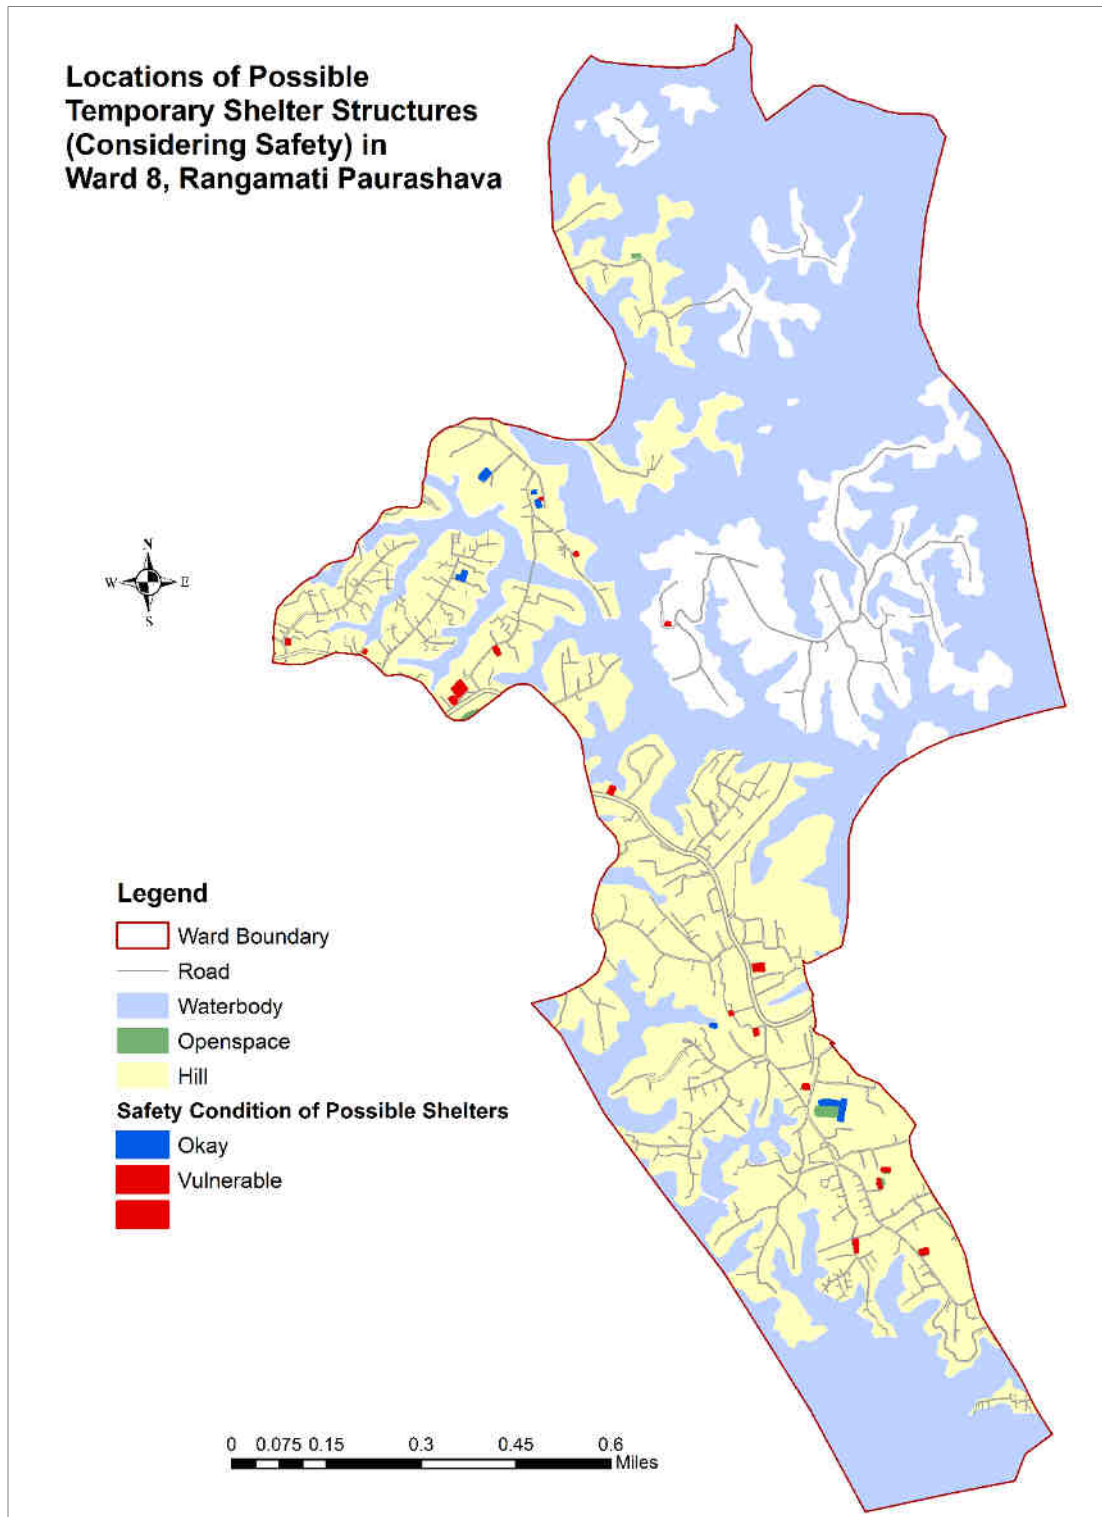 Locations of Possible
Temporary Shelter Structures
(Considering Safety) in
Ward 8, Rangamati Paurashava
N
W E
S
Legend
Ward Boundary
Road
Waterbody
Openspace
Hill
Safety Condition of Possible Shelters
Okay
Vulnerable
0 0.075 0.15 0.3 0.45 0.6
Miles